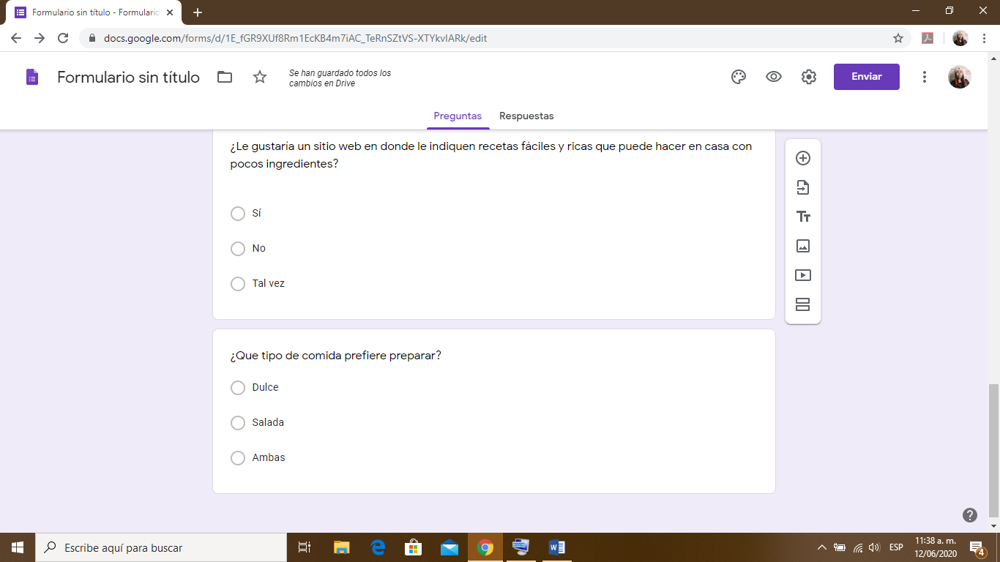 Formulario sin título - Formulario
docs.google.com/forms/d/1E_fGR9XUf8Rm1EcKB4m7iAC_TeRnSZtVS-XTYkvIARk/edit
Formulario sin título
Se han guardado todos los
cambios en Drive
Enviar
Preguntas Respuestas
¿Le gustaría un sitio web en donde le indiquen recetas fáciles y ricas que puede hacer en casa con
pocos ingredientes?
Sí
No
Tal vez
¿Que tipo de comida prefiere preparar?
Dulce
Salada
Ambas
Escribe aquí para buscar
ESP
11:38 a. m.
12/06/2020
4